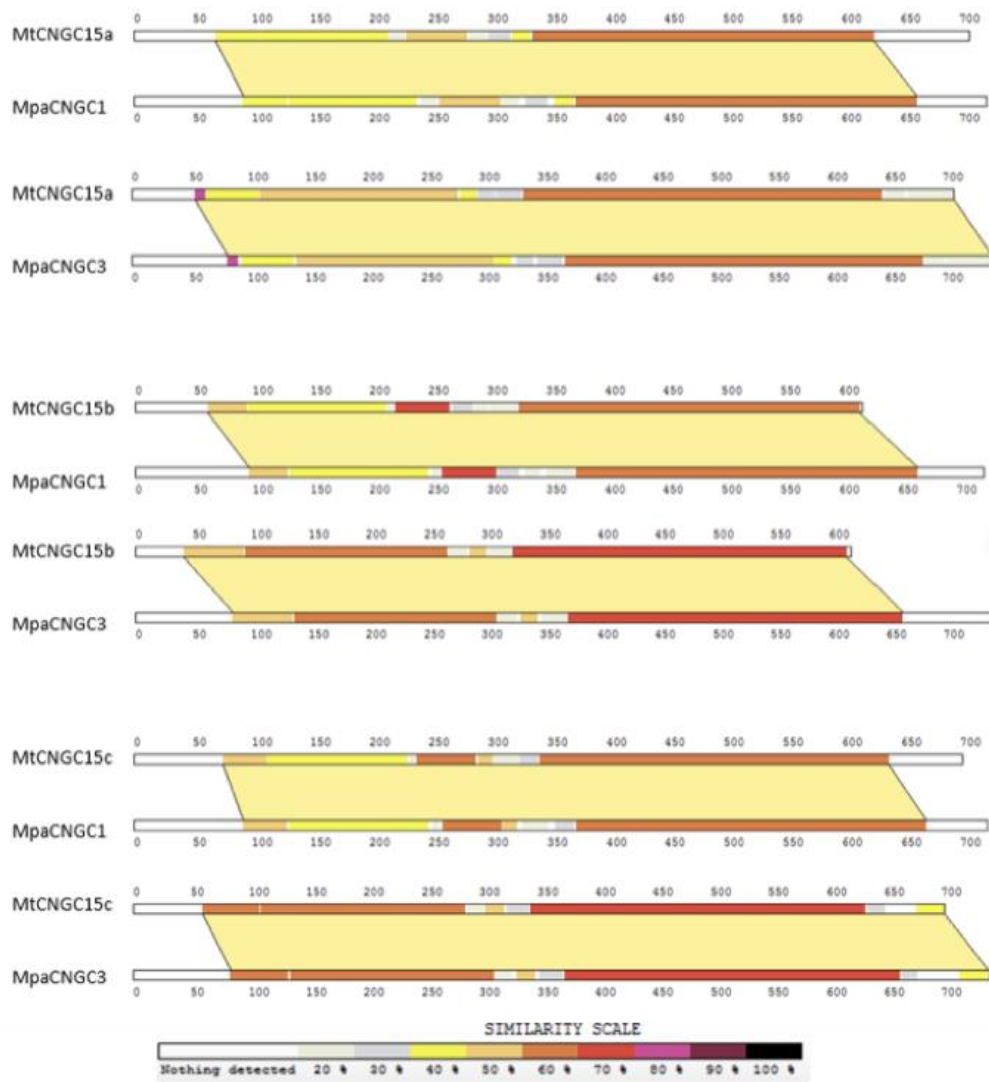 0 50 100 150 200 250 300 350 400 450 500 550 600 650 700
MtCNGC15a
MpaCNGC1
0 50 100 150 200 250 300 350 400 450 500 550 600 650 700
0 50 100 150 200 250 300 350 400 450 500 550 600 650 700
MtCNGC15a
MpaCNGC3
0 50 100 150 200 250 300 350 400 450 500 550 600 650 700
0 50 100 150 200 250 300 350 400 450 500 550 600
MtCNGC15b
MpaCNGC1
0 50 100 150 200 250 300 350 400 450 500 550 600 650 700
0 50 100 150 200 250 300 350 400 450 500 550 600
MtCNGC15b
MpaCNGC3
0 50 100 150 200 250 300 350 400 450 500 550 600 650 700
0 50 100 150 200 250 300 350 400 450 500 550 600 650 700
MtCNGC15c
MpaCNGC1
0 50 100 150 200 250 300 350 400 450 500 550 600 650 700
0 50 100 150 200 250 300 350 400 450 500 550 600 650 700
MtCNGC15c
MpaCNGC3
0 50 100 150 200 250 300 350 400 450 500 550 600 650 700
SIMILARITY SCALE
Nothing detected 20 % 30 % 40 % 50 % 60 % 70 % 80 % 90 % 100 %